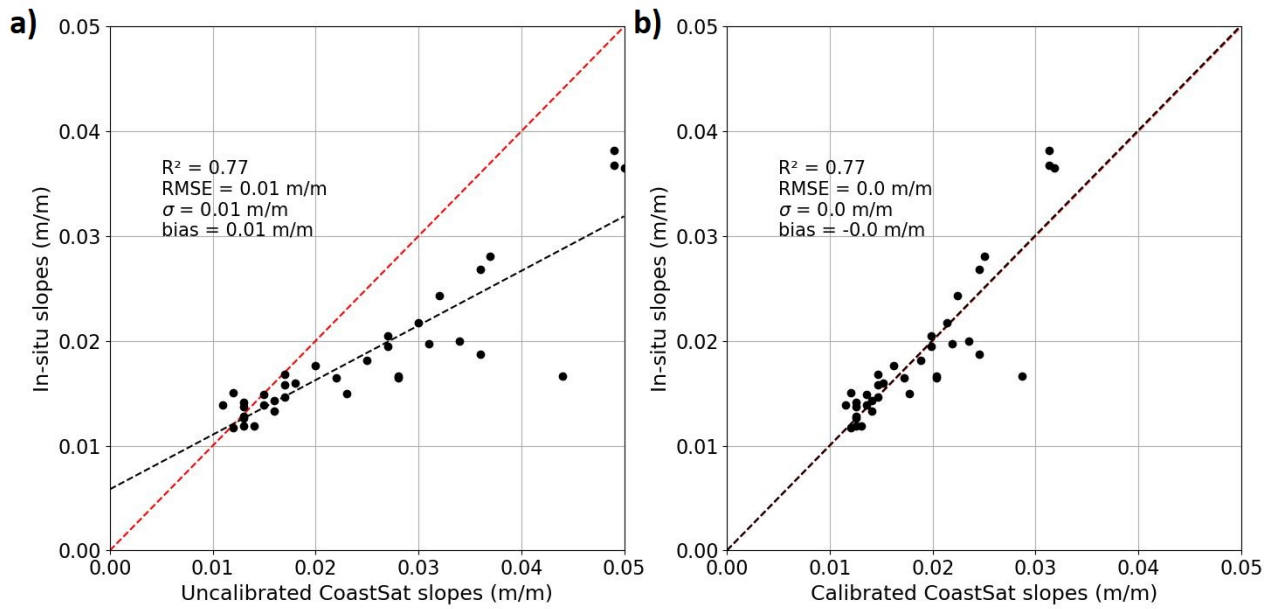 a)
0.05
0.04
0.03
0.02
0.01
0.00
In-situ slopes (m/m)
R² = 0.77
RMSE = 0.01 m/m
σ = 0.01 m/m
bias = 0.01 m/m
0.00 0.01 0.02 0.03 0.04 0.05
Uncalibrated CoastSat slopes (m/m)
b)
0.05
0.04
0.03
0.02
0.01
0.00
In-situ slopes (m/m)
R² = 0.77
RMSE = 0.0 m/m
σ = 0.0 m/m
bias = -0.0 m/m
0.00 0.01 0.02 0.03 0.04 0.05
Calibrated CoastSat slopes (m/m)